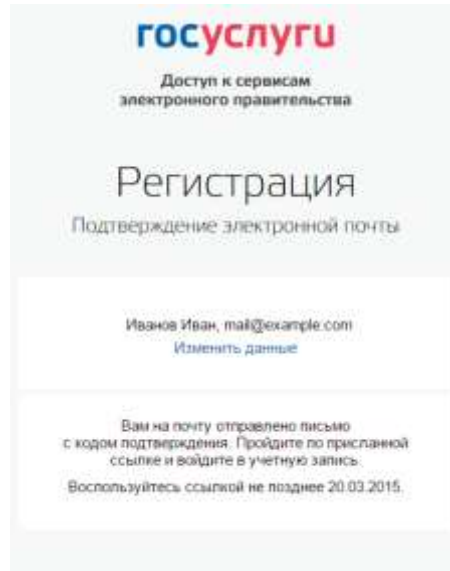 госуслуги
Доступ к сервисам
электронного правительства
Регистрация
Подтверждение электронной почты
Иванов Иван, mail@example.com
Изменить данные
Вам на почту отправлено письмо
с кодом подтверждения. Пройдите по присланной
ссылке и войдите в учетную запись.
Воспользуйтесь ссылкой не позднее 20.03.2015.